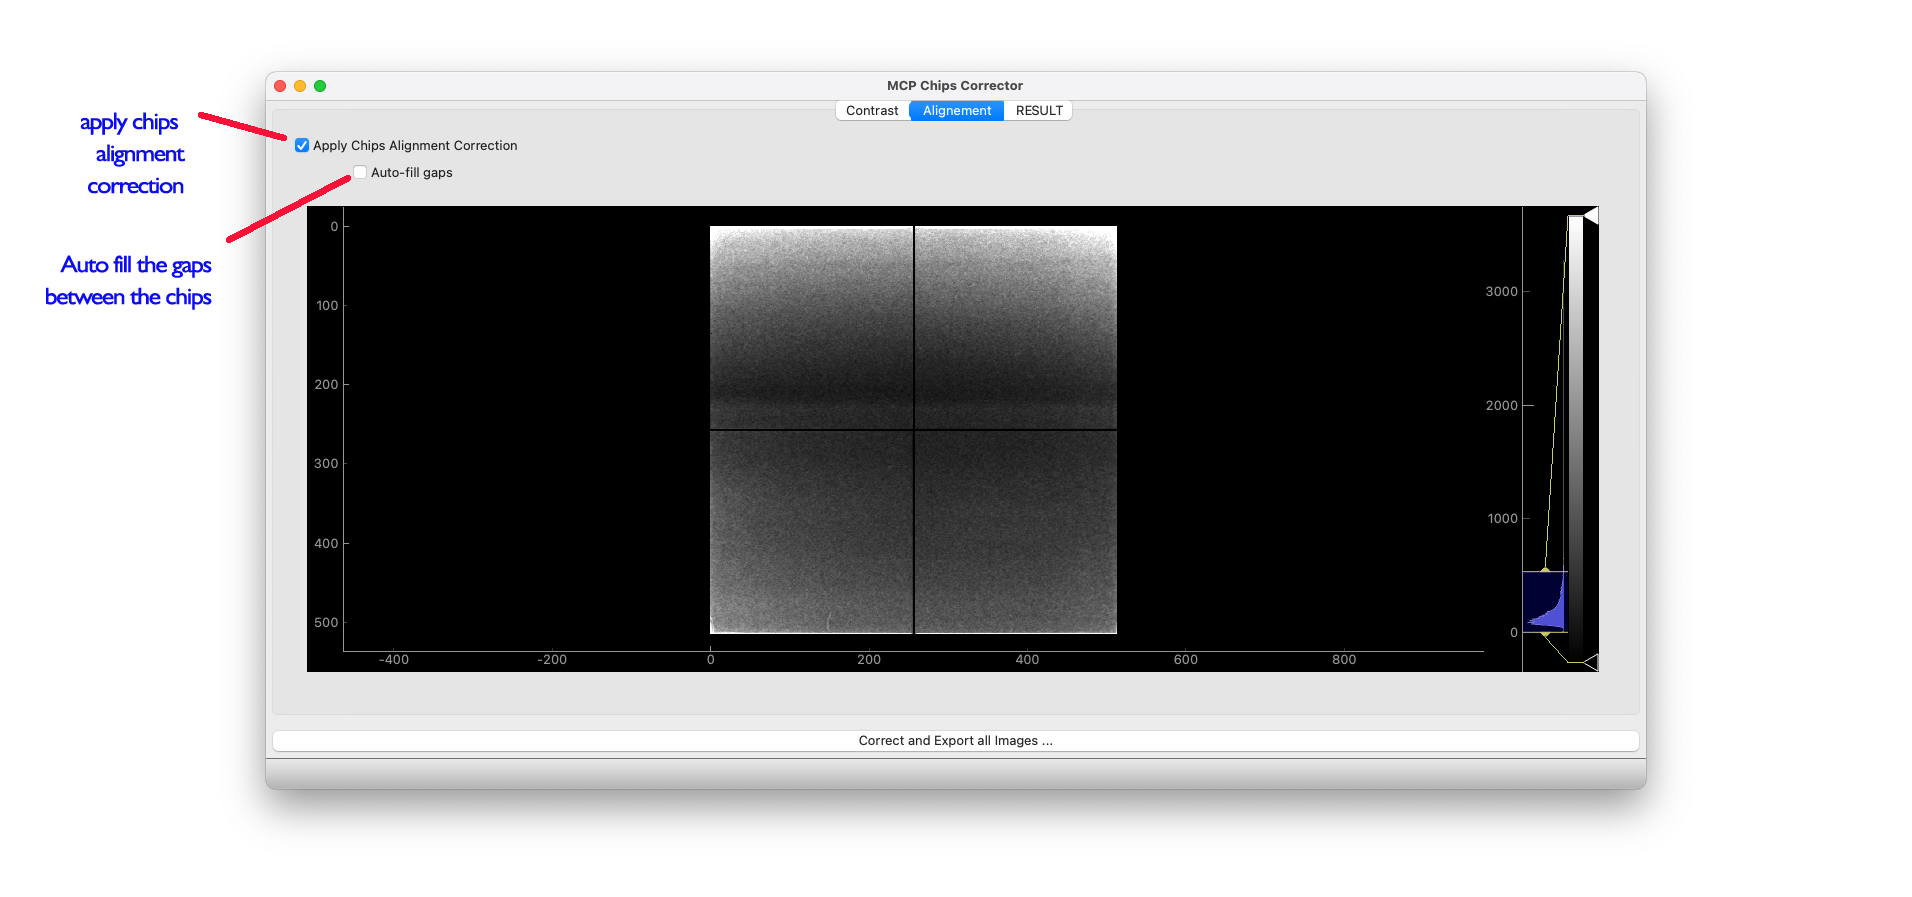 MCP Chips Corrector
Contrast Alignement RESULT
apply chips
alignment
correction
Apply Chips Alignment Correction
Auto-fill gaps
Auto fill the gaps
between the chips
0
100
200
300
400
500
-400 -200 0 200 400 600 800
3000
2000
1000
0
Correct and Export all Images ...